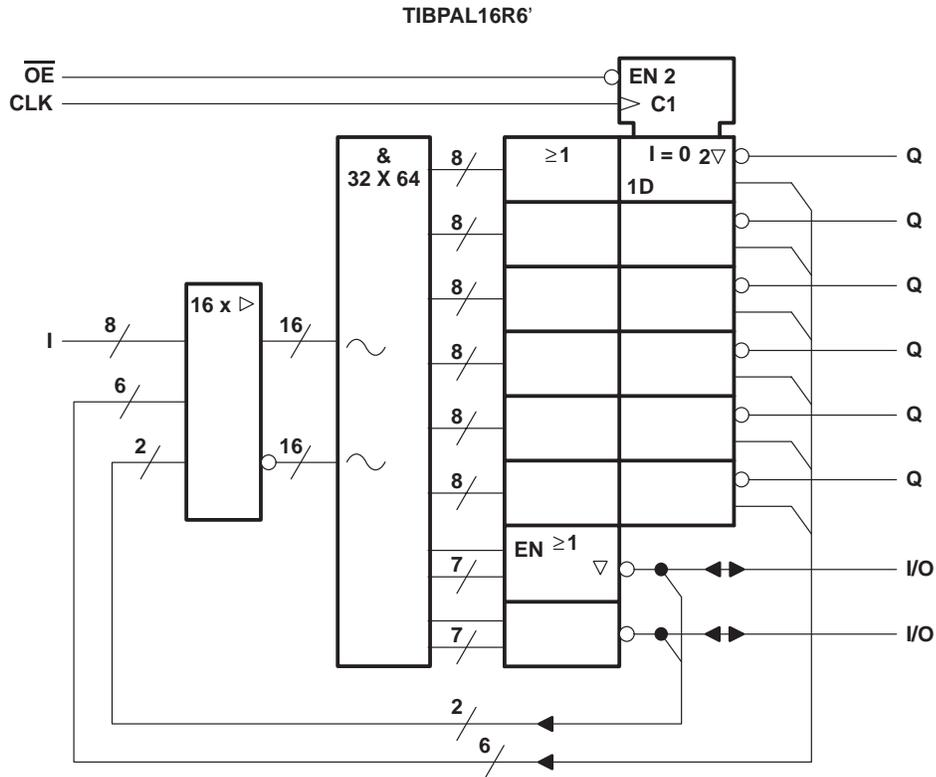 TIBPAL16R6'
OE
EN 2
CLK
C1
&
32 X 64
8
≥1
I = 0 2▽
Q
1D
8
Q
8
Q
16 x ▷
I
8
16
8
Q
6
8
Q
2
16
8
Q
EN ≥1
▽
7
I/O
7
I/O
2
6